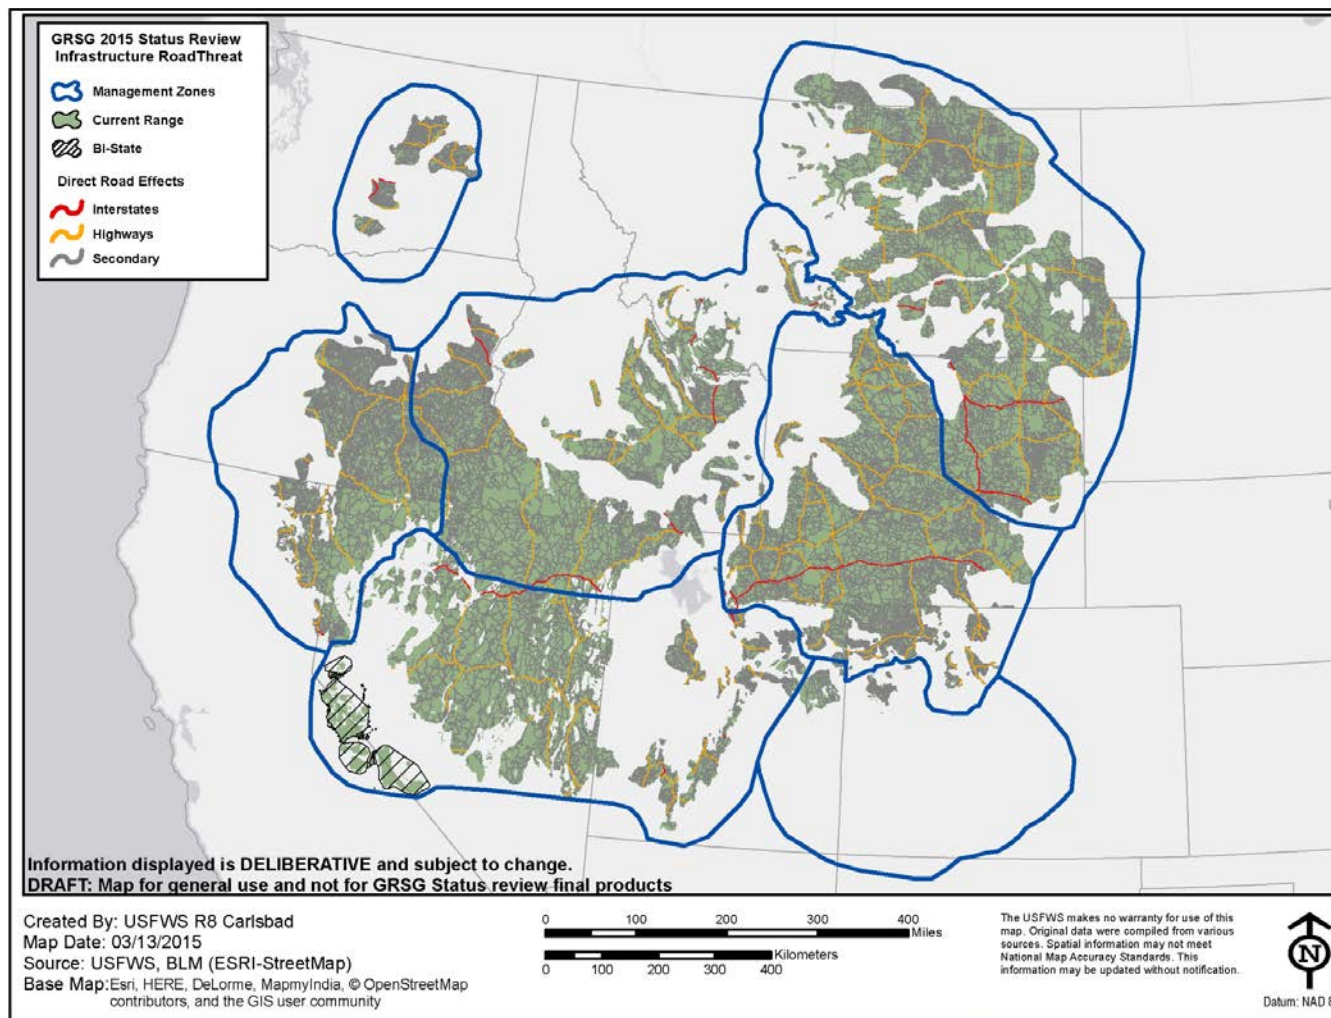 GRSG 2015 Status Review
Infrastructure RoadThreat
Management Zones
Current Range
Bi-State
Direct Road Effects
Interstates
Highways
Secondary
Information displayed is DELIBERATIVE and subject to change.
DRAFT: Map for general use and not for GRSG Status review final products
Created By: USFWS R8 Carlsbad
Map Date: 03/13/2015
Source: USFWS, BLM (ESRI-StreetMap)
Base Map:Esri, HERE, DeLorme, MapmyIndia, © OpenStreetMap
contributors, and the GIS user community
0 100 200 300 400
Miles
Kilometers
0 100 200 300 400
The USFWS makes no warranty for use of this
map. Original data were compiled from various
sources. Spatial information may not meet
National Map Accuracy Standards. This
information may be updated without notification.
N
Datum: NAD 8